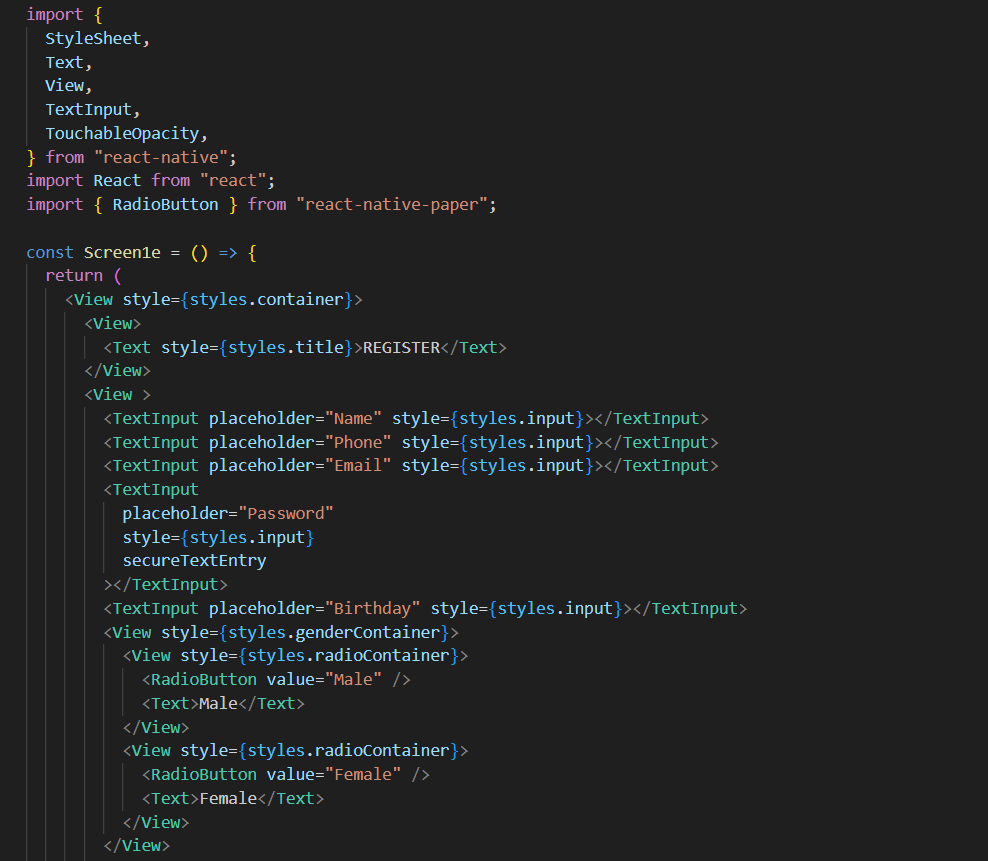 import {
  StyleSheet,
  Text,
  View,
  TextInput,
  TouchableOpacity,
} from "react-native";
import React from "react";
import { RadioButton } from "react-native-paper";

const Screen1e = () => {
  return (
    <View style={styles.container}>
      <View>
        <Text style={styles.title}>REGISTER</Text>
      </View>
      <View >
        <TextInput placeholder="Name" style={styles.input}></TextInput>
        <TextInput placeholder="Phone" style={styles.input}></TextInput>
        <TextInput placeholder="Email" style={styles.input}></TextInput>
        <TextInput
          placeholder="Password"
          style={styles.input}
          secureTextEntry
        ></TextInput>
        <TextInput placeholder="Birthday" style={styles.input}></TextInput>
        <View style={styles.genderContainer}>
          <View style={styles.radioContainer}>
            <RadioButton value="Male" />
            <Text>Male</Text>
          </View>
          <View style={styles.radioContainer}>
            <RadioButton value="Female" />
            <Text>Female</Text>
          </View>
        </View>